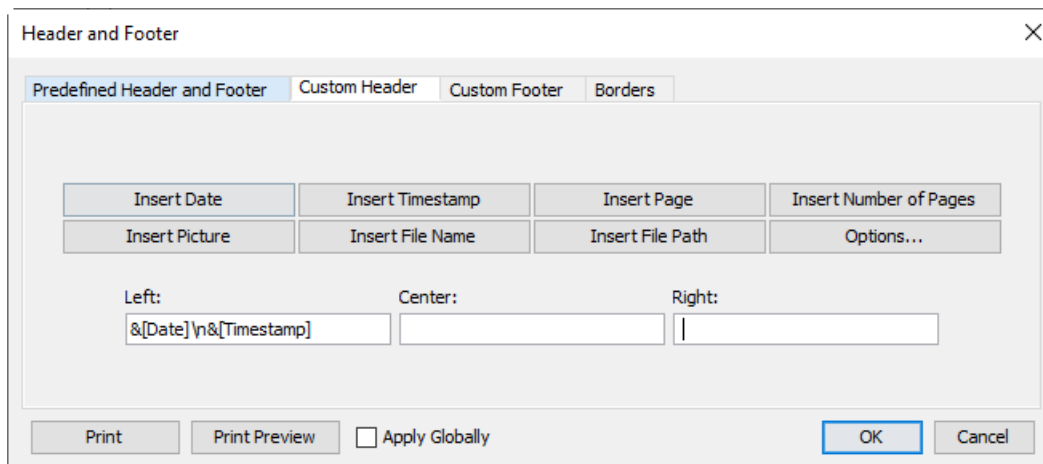 Header and Footer
Predefined Header and Footer Custom Header Custom Footer Borders
Insert Date Insert Timestamp Insert Page Insert Number of Pages
Insert Picture Insert File Name Insert File Path Options...
Left: Center: Right:
&[Date]\n&[Timestamp]
Print Print Preview Apply Globally OK Cancel